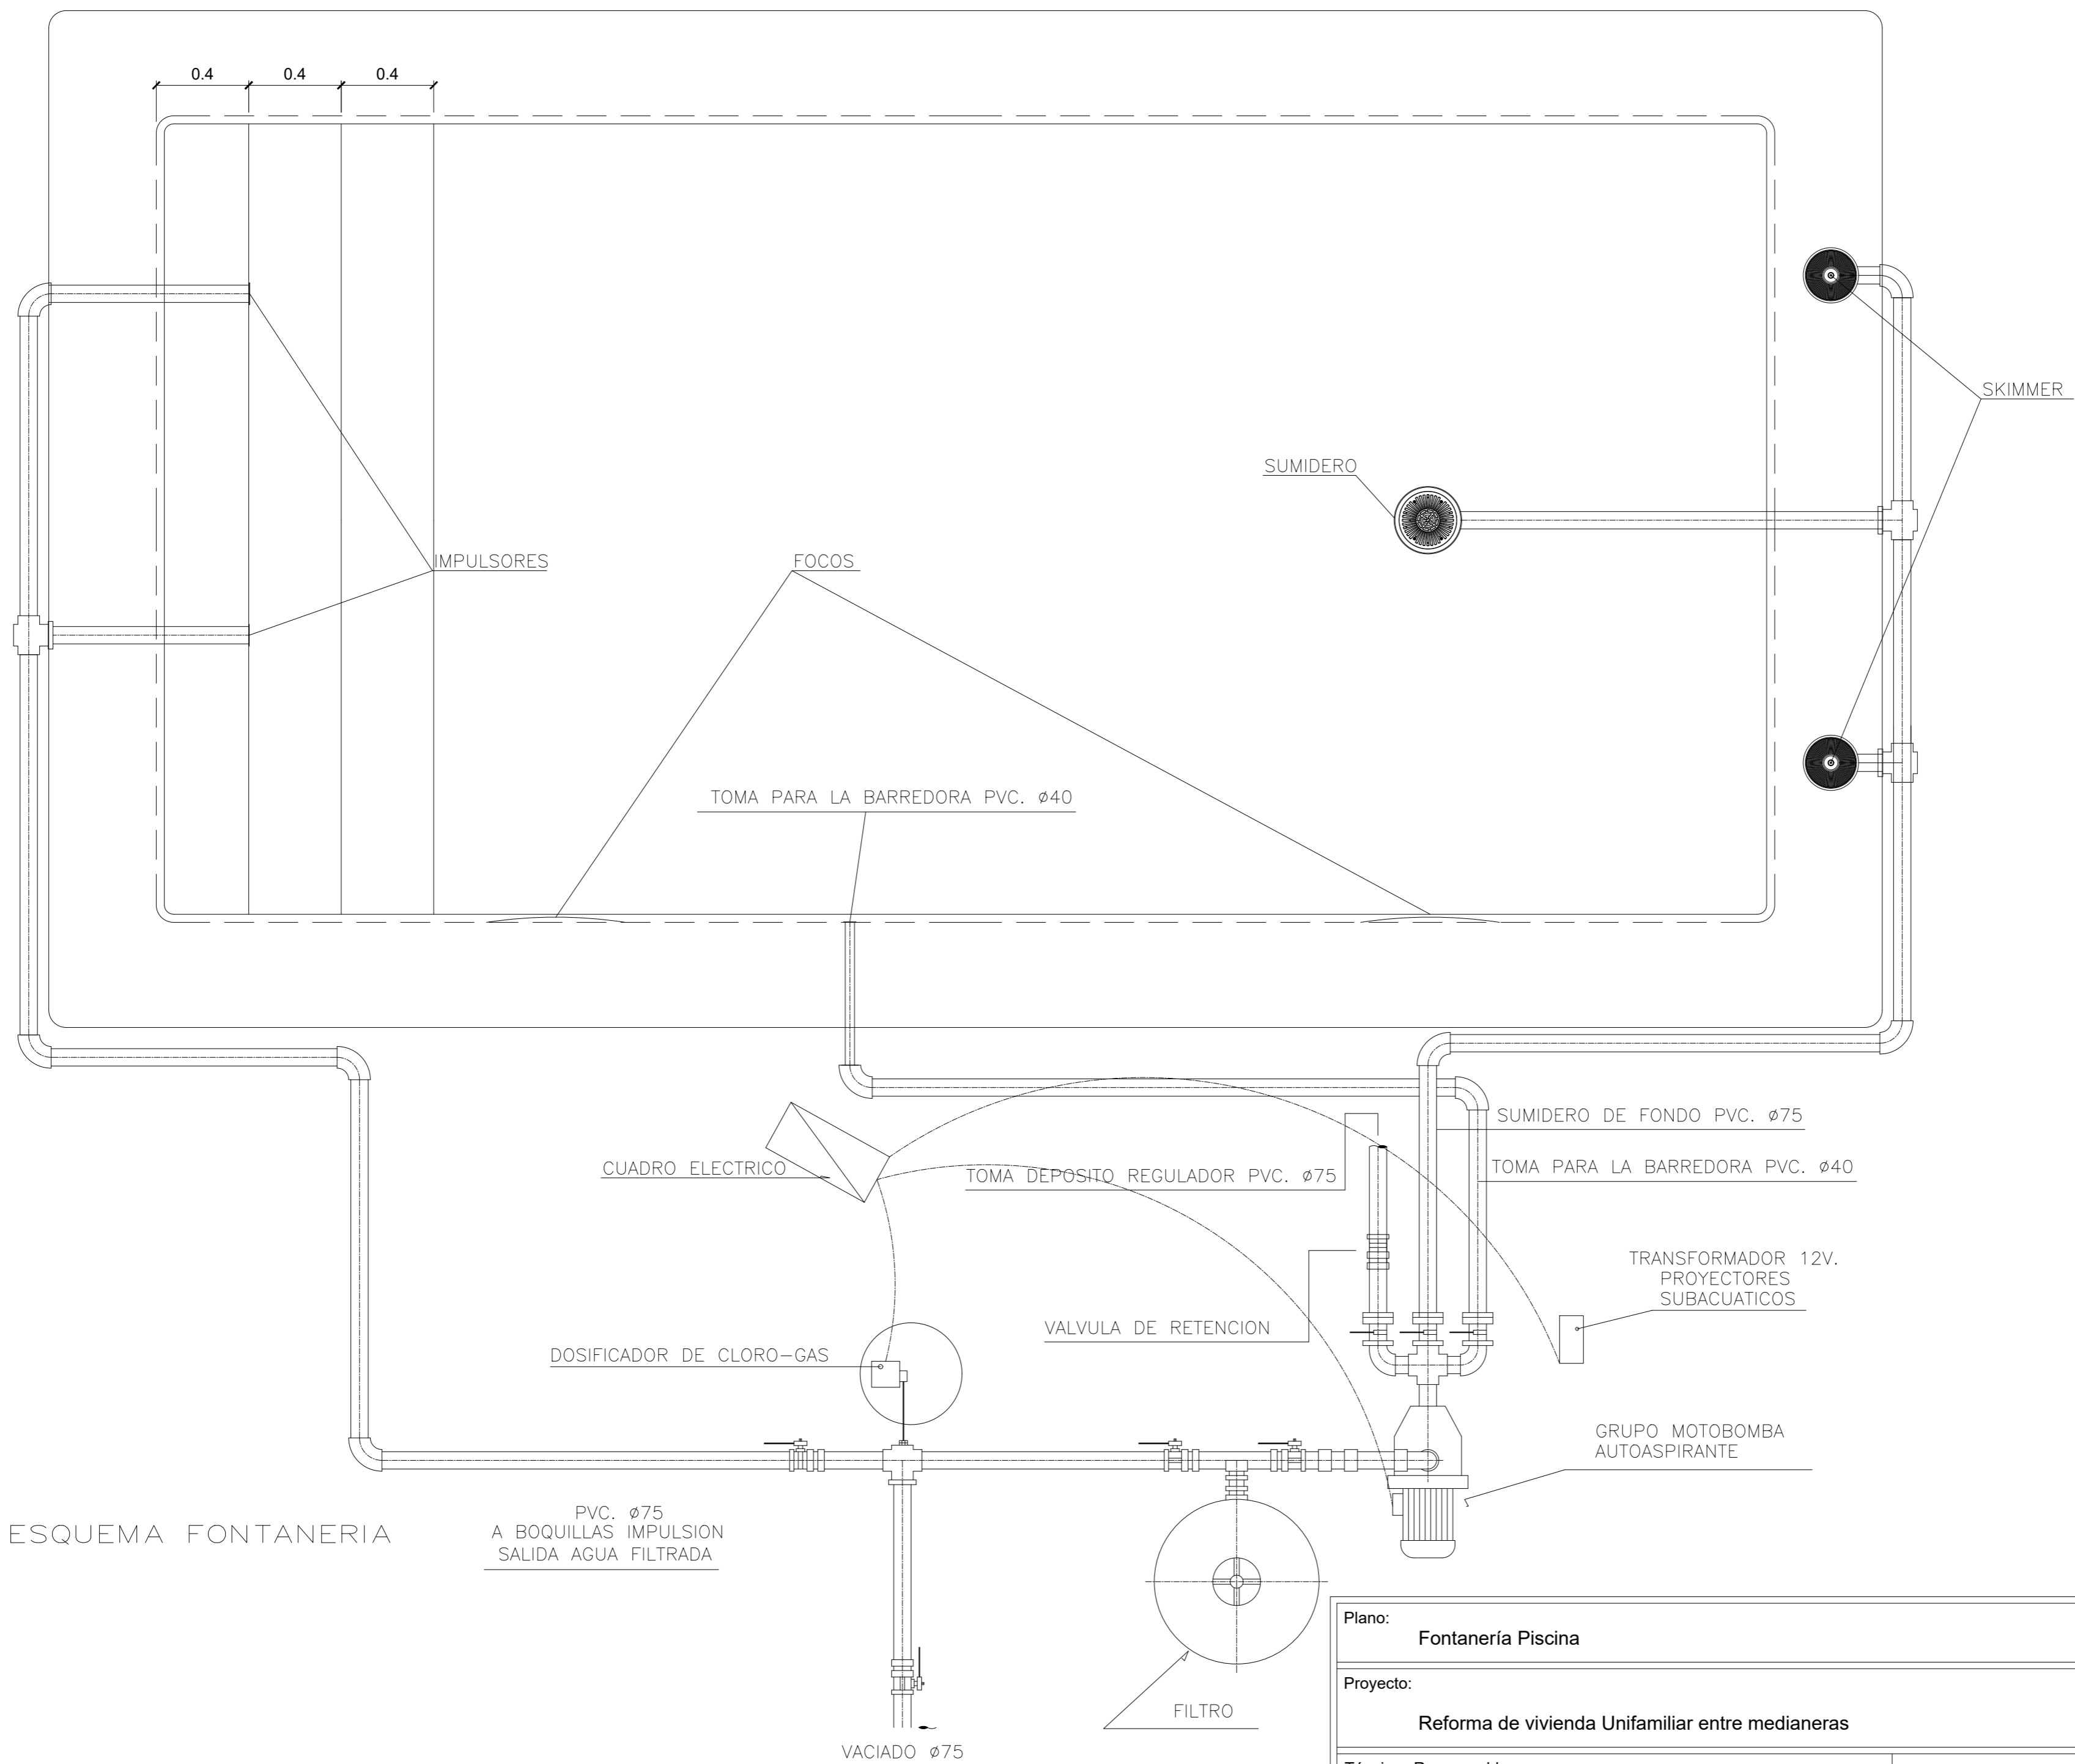 0.4 0.4 0.4
SKIMMER
SUMIDERO
IMPULSORES
FOCOS
TOMA PARA LA BARREDORA PVC. ø40
SUMIDERO DE FONDO PVC. ø75
CUADRO ELECTRICO
TOMA DEPOSITO REGULADOR PVC. ø75
TOMA PARA LA BARREDORA PVC. ø40
TRANSFORMADOR 12V.
PROYECTORES
SUBACUATICOS
VALVULA DE RETENCION
DOSIFICADOR DE CLORO-GAS
GRUPO MOTOBOMBA
AUTOASPIRANTE
ESQUEMA FONTANERIA
PVC. ø75
A BOQUILLAS IMPULSION
SALIDA AGUA FILTRADA
FILTRO
VACIADO ø75
Plano:
Fontanería Piscina
Proyecto:
Reforma de vivienda Unifamiliar entre medianeras